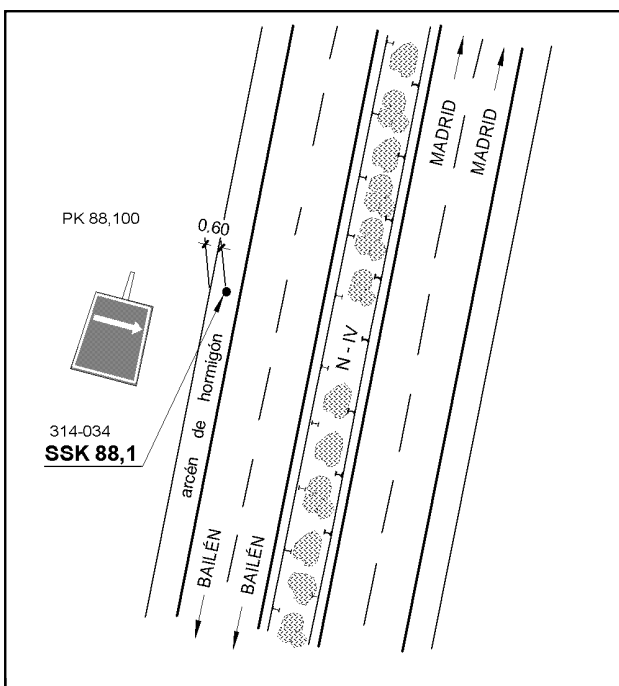 MADRID
MADRID
PK 88,100
0,60
N-IV
arcén de hormigón
314-034
SSK 88,1
BAILÉN
BAILÉN